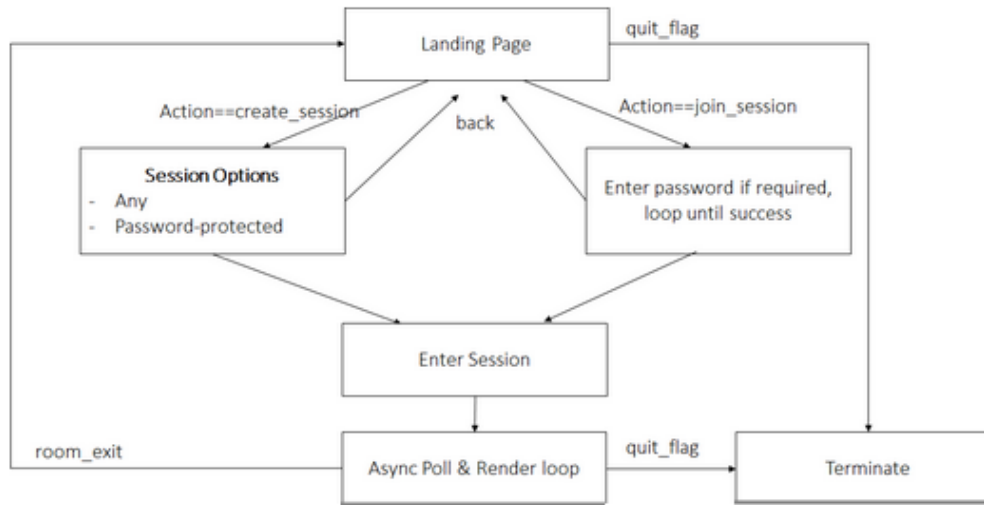 Landing Page
quit_flag
Action==create_session
Action==join_session
back
Session Options
- Any
- Password-protected
Enter password if required,
loop until success
Enter Session
room_exit
Async Poll & Render loop
quit_flag
Terminate